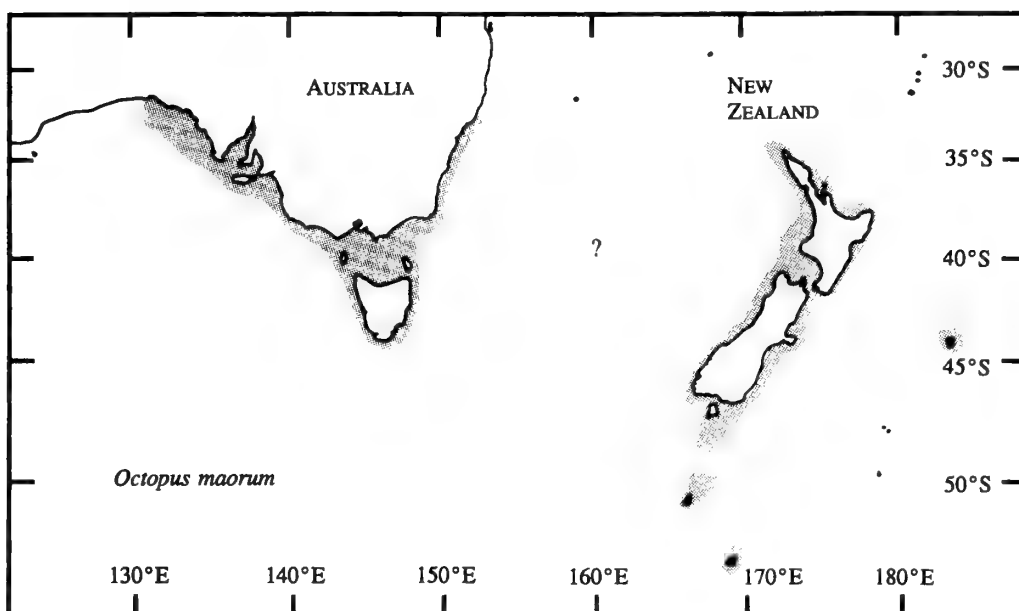 AUSTRALIA
NEW
ZEALAND
30°S
35°S
?
40°S
45°S
Octopus maorum
50°S
130°E
140°E
150°E
160°E
170°E
180°E